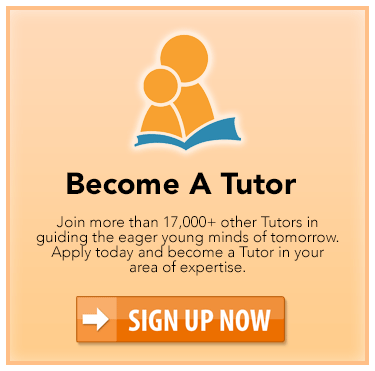 Become A Tutor
Join more than 17,000+ other Tutors in
guiding the eager young minds of tomorrow.
Apply today and become a Tutor in your
area of expertise.
SIGN UP NOW